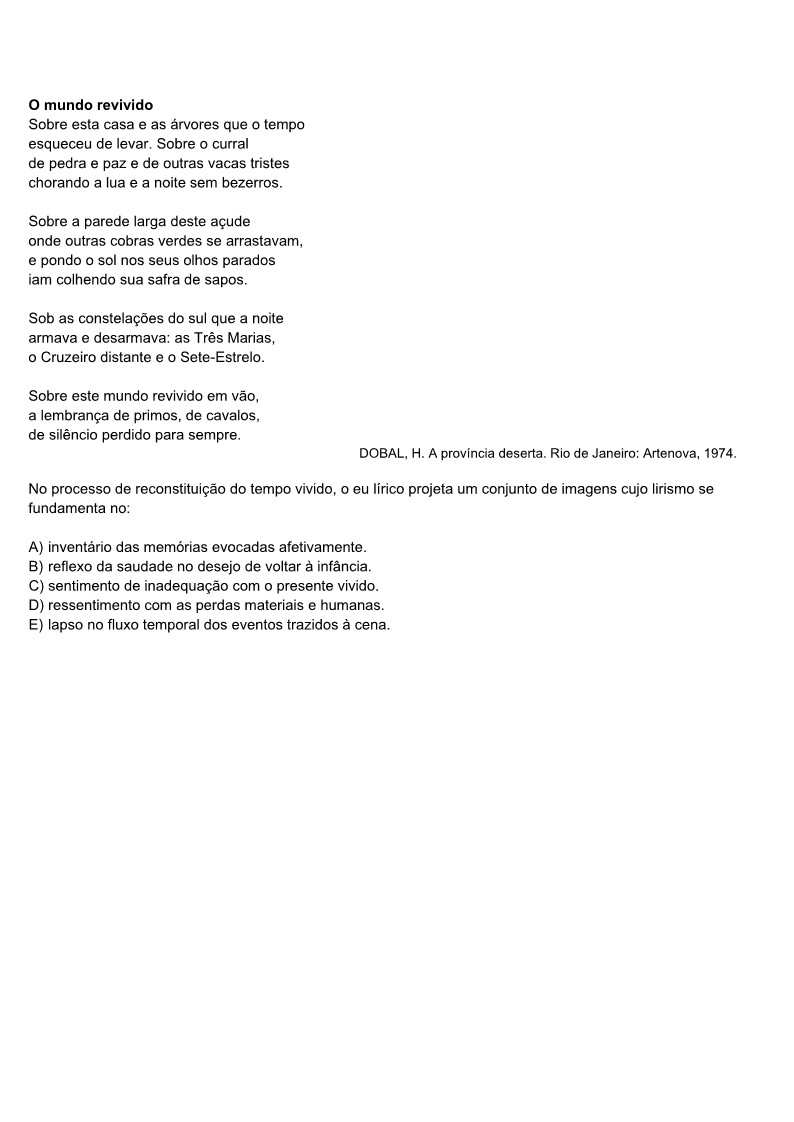 O mundo revivido
Sobre esta casa e as árvores que o tempo
esqueceu de levar. Sobre o curral
de pedra e paz e de outras vacas tristes
chorando a lua e a noite sem bezerros.
Sobre a parede larga deste açude
onde outras cobras verdes se arrastavam,
e pondo o sol nos seus olhos parados
iam colhendo sua safra de sapos.
Sob as constelações do sul que a noite
armava e desarmava: as Três Marias,
o Cruzeiro distante e o Sete-Estrelo.
Sobre este mundo revivido em vão,
a lembrança de primos, de cavalos,
de silêncio perdido para sempre.
DOBAL, H. A província deserta. Rio de Janeiro: Artenova, 1974.
No processo de reconstituição do tempo vivido, o eu lírico projeta um conjunto de imagens cujo lirismo se
fundamenta no:
A) inventário das memórias evocadas afetivamente.
B) reflexo da saudade no desejo de voltar à infância.
C) sentimento de inadequação com o presente vivido.
D) ressentimento com as perdas materiais e humanas.
E) lapso no fluxo temporal dos eventos trazidos à cena.